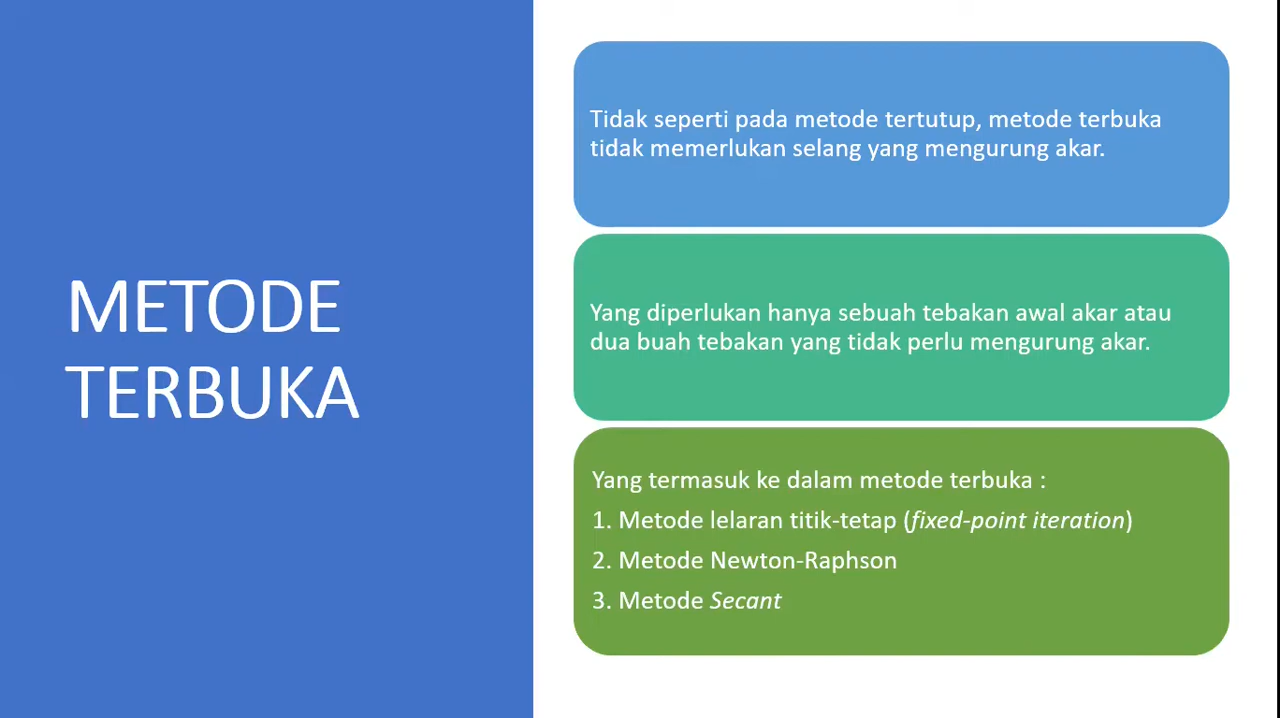 METODE
TERBUKA
Tidak seperti pada metode tertutup, metode terbuka
tidak memerlukan selang yang mengurung akar.
Yang diperlukan hanya sebuah tebakan awal akar atau
dua buah tebakan yang tidak perlu mengurung akar.
Yang termasuk ke dalam metode terbuka :
1. Metode lelaran titik-tetap (fixed-point iteration)
2. Metode Newton-Raphson
3. Metode Secant